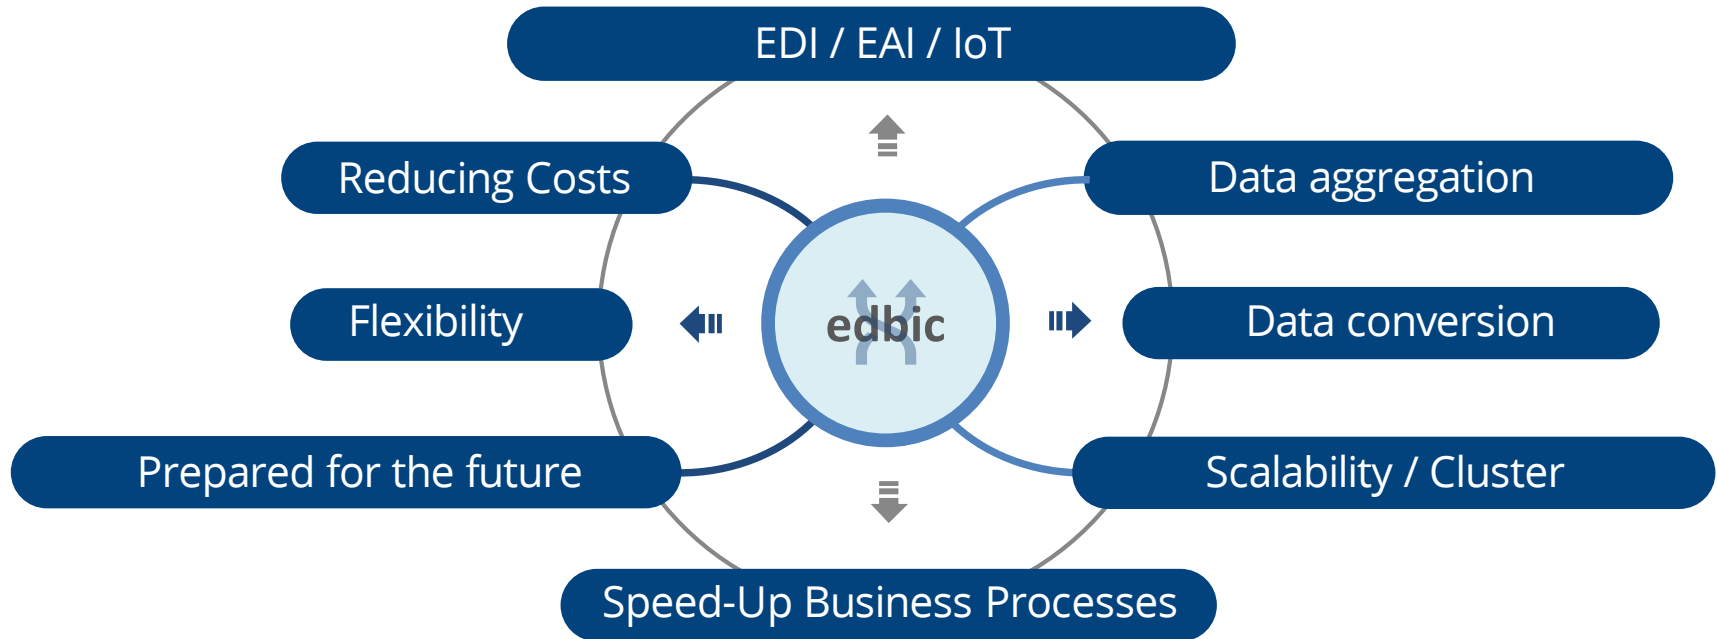 EDI / EAI / IoT
Reducing Costs
Data aggregation
Flexibility
edbic
Data conversion
Prepared for the future
Scalability / Cluster
Speed-Up Business Processes